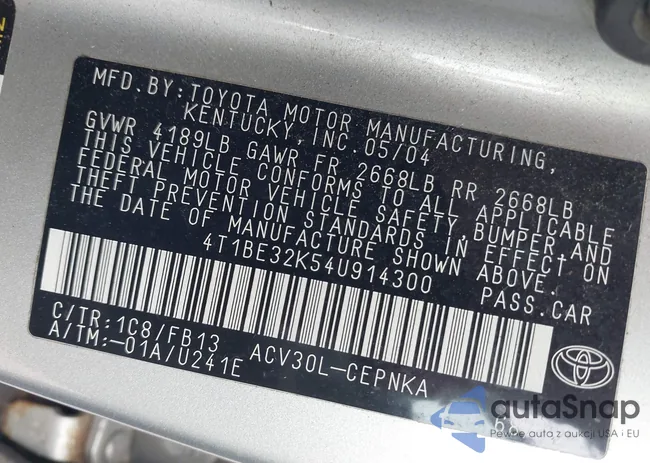 MFD.BY:TOYOTA MOTOR MANUFACTURING,
KENTUCKY,INC.05/04
GVWR 4189LB GAWR FR 2668LB RR 2668LB
THIS VEHICLE CONFORMS TO ALL APPLICABLE
FEDERAL MOTOR VEHICLE SAFETY, BUMPER AND
THEFT PREVENTION STANDARDS IN EFFECT ON
THE DATE OF MANUFACTURE SHOWN ABOVE.
4T1BE32K54U914300
PASS.CAR
C/TR:1C8/FB13
A/TM:-01A/U241E
ACV30L-CEPNKA
autaSnap
Pewne auta z aukcji USA i EU